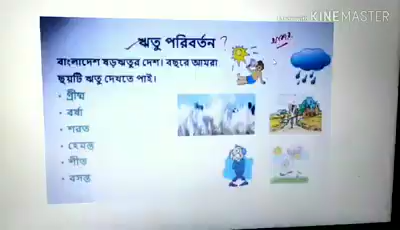 ঋতু পরিবর্তন ?
বাংলাদেশ ষড়ঋতুর দেশ। বছরে আমরা
ছয়টি ঋতু দেখতে পাই।
• গ্রীষ্ম
• বর্ষা
• শরত
• হেমন্ত
• শীত
• বসন্ত
KINEMASTER